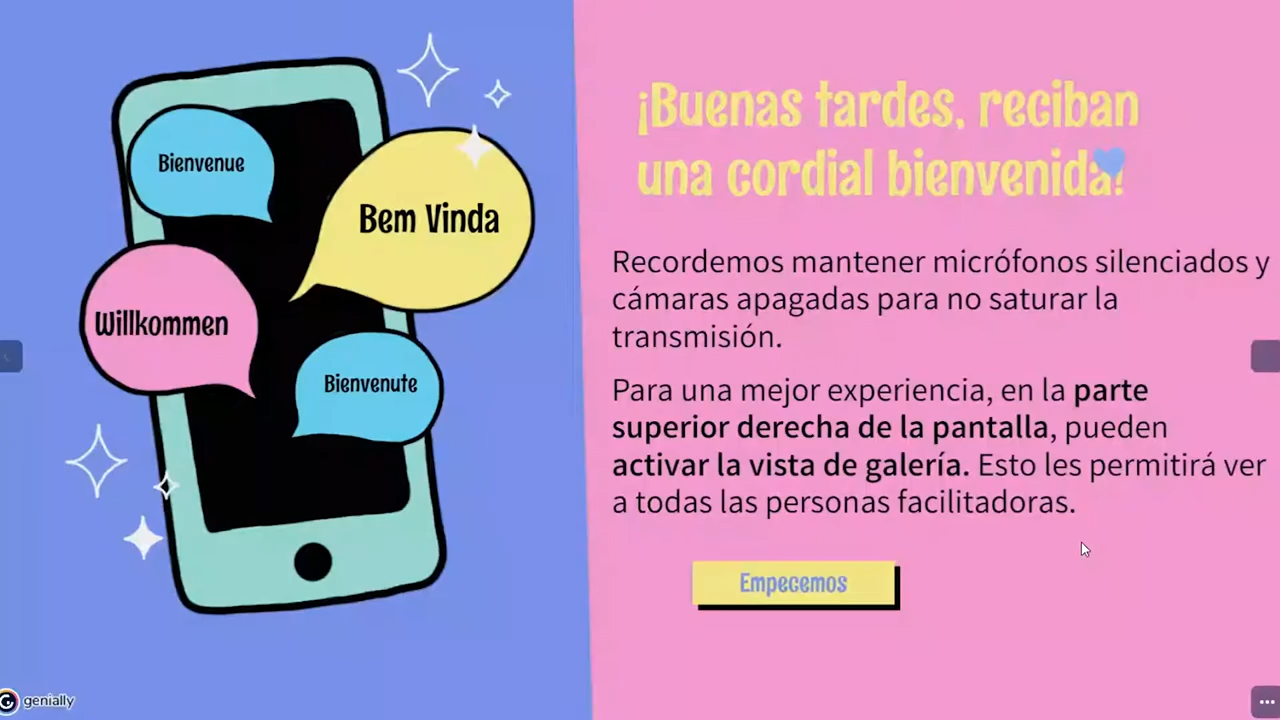 Bienvenue
Bem Vinda
Willkommen
Bienvenute
¡Buenas tardes, reciban
una cordial bienvenida!
Recordemos mantener micrófonos silenciados y
cámaras apagadas para no saturar la
transmisión.
Para una mejor experiencia, en la parte
superior derecha de la pantalla, pueden
activar la vista de galería. Esto les permitirá ver
a todas las personas facilitadoras.
Empecemos
genially